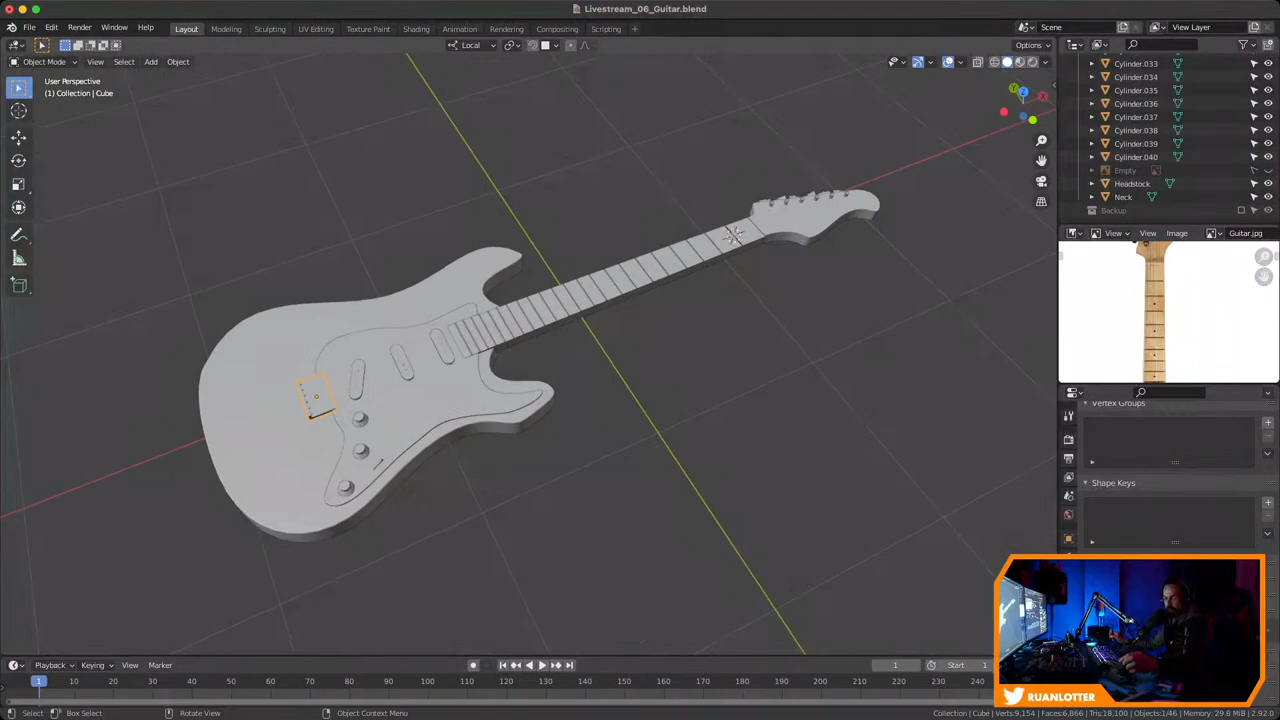 Livestream_06_Guitar.blend
File Edit Render Window Help Layout Modeling Sculpting UV Editing Texture Paint Shading Animation Rendering Compositing Scripting + Scene View Layer
Local Options
Object Mode View Select Add Object
User Perspective
(1) Collection | Cube
Cylinder.033
Cylinder.034
Cylinder.035
Cylinder.036
Cylinder.037
Cylinder.038
Cylinder.039
Cylinder.040
Empty
Headstock
Neck
Backup
View View Image Guitar.jpg
Vertex Groups
Shape Keys
RUANLOTTER
Playback Keying View Marker 1 Start 1
1 10 20 30 40 50 60 70 80 90 100 110 120 130 140 150 160 170 180 190 200 210 220 230 240
Select Box Select Rotate View Object Context Menu Collection | Cube | Verts:9,154 | Faces:6,866 | Tris:18,100 | Objects:1/46 | Memory: 29.8 MiB | 2.92.0